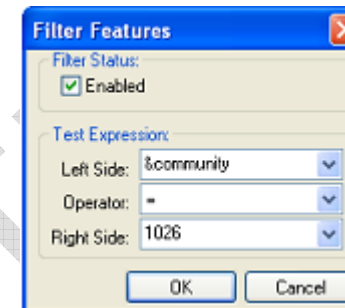 Filter Features
Filter Status:
Enabled
Test Expression:
Left Side: &community
Operator: =
Right Side: 1026
OK Cancel